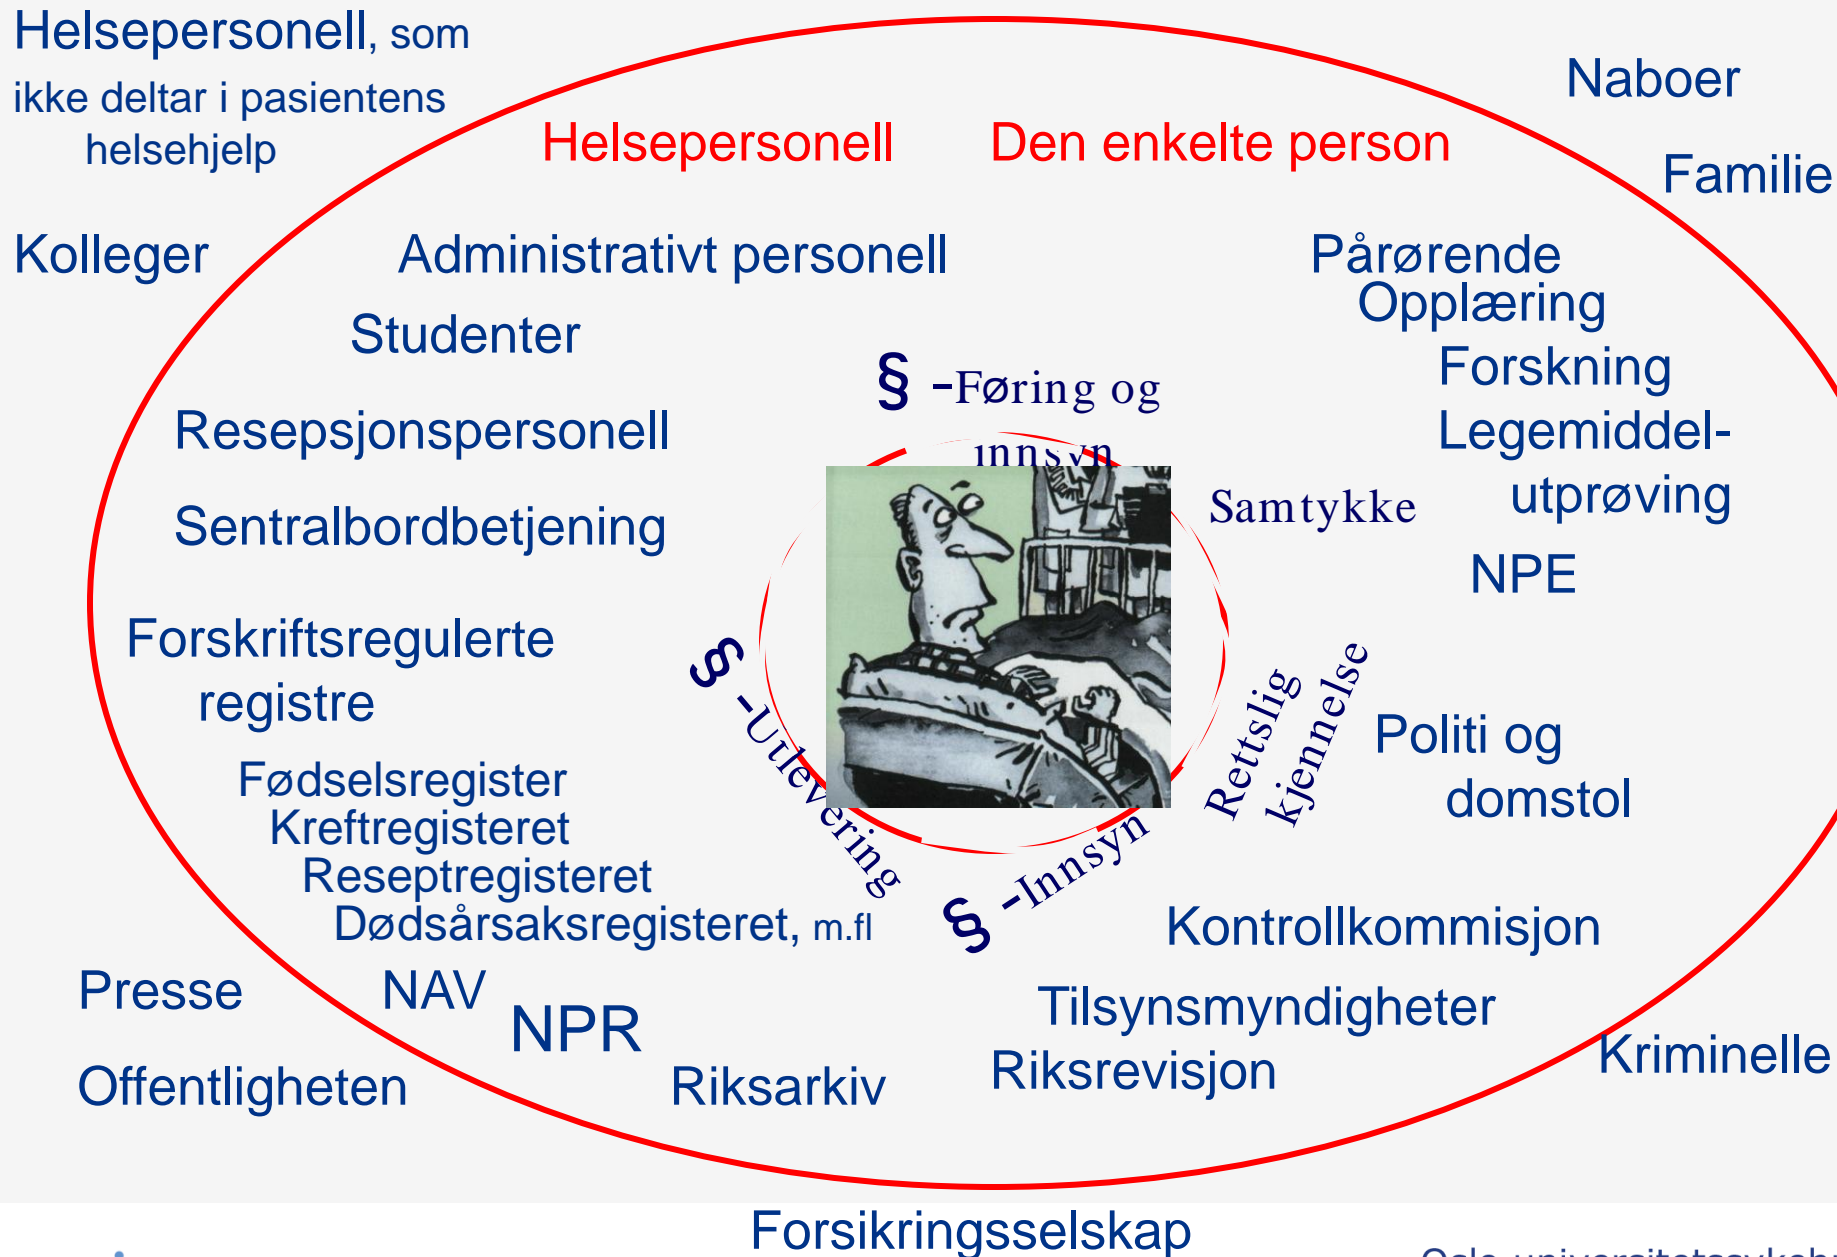 Helsepersonell, som
ikke deltar i pasientens
helsehjelp
Naboer
Helsepersonell
Den enkelte person
Familie
Kolleger
Administrativt personell
Pårørende
Opplæring
Studenter
Forskning
§ -Føring og
innsyn
Resepsjonspersonell
Legemiddel-
utprøving
Samtykke
Sentralbordbetjening
NPE
Forskriftsregulerte
registre
§ -Utlevering
Rettslig
kjennelse
Politi og
domstol
Fødselsregister
Kreftregisteret
Reseptregisteret
Dødsårsaksregisteret, m.fl
§ -Innsyn
Kontrollkommisjon
Presse
NAV
NPR
Tilsynsmyndigheter
Kriminelle
Offentligheten
Riksarkiv
Riksrevisjon
Forsikringsselskap